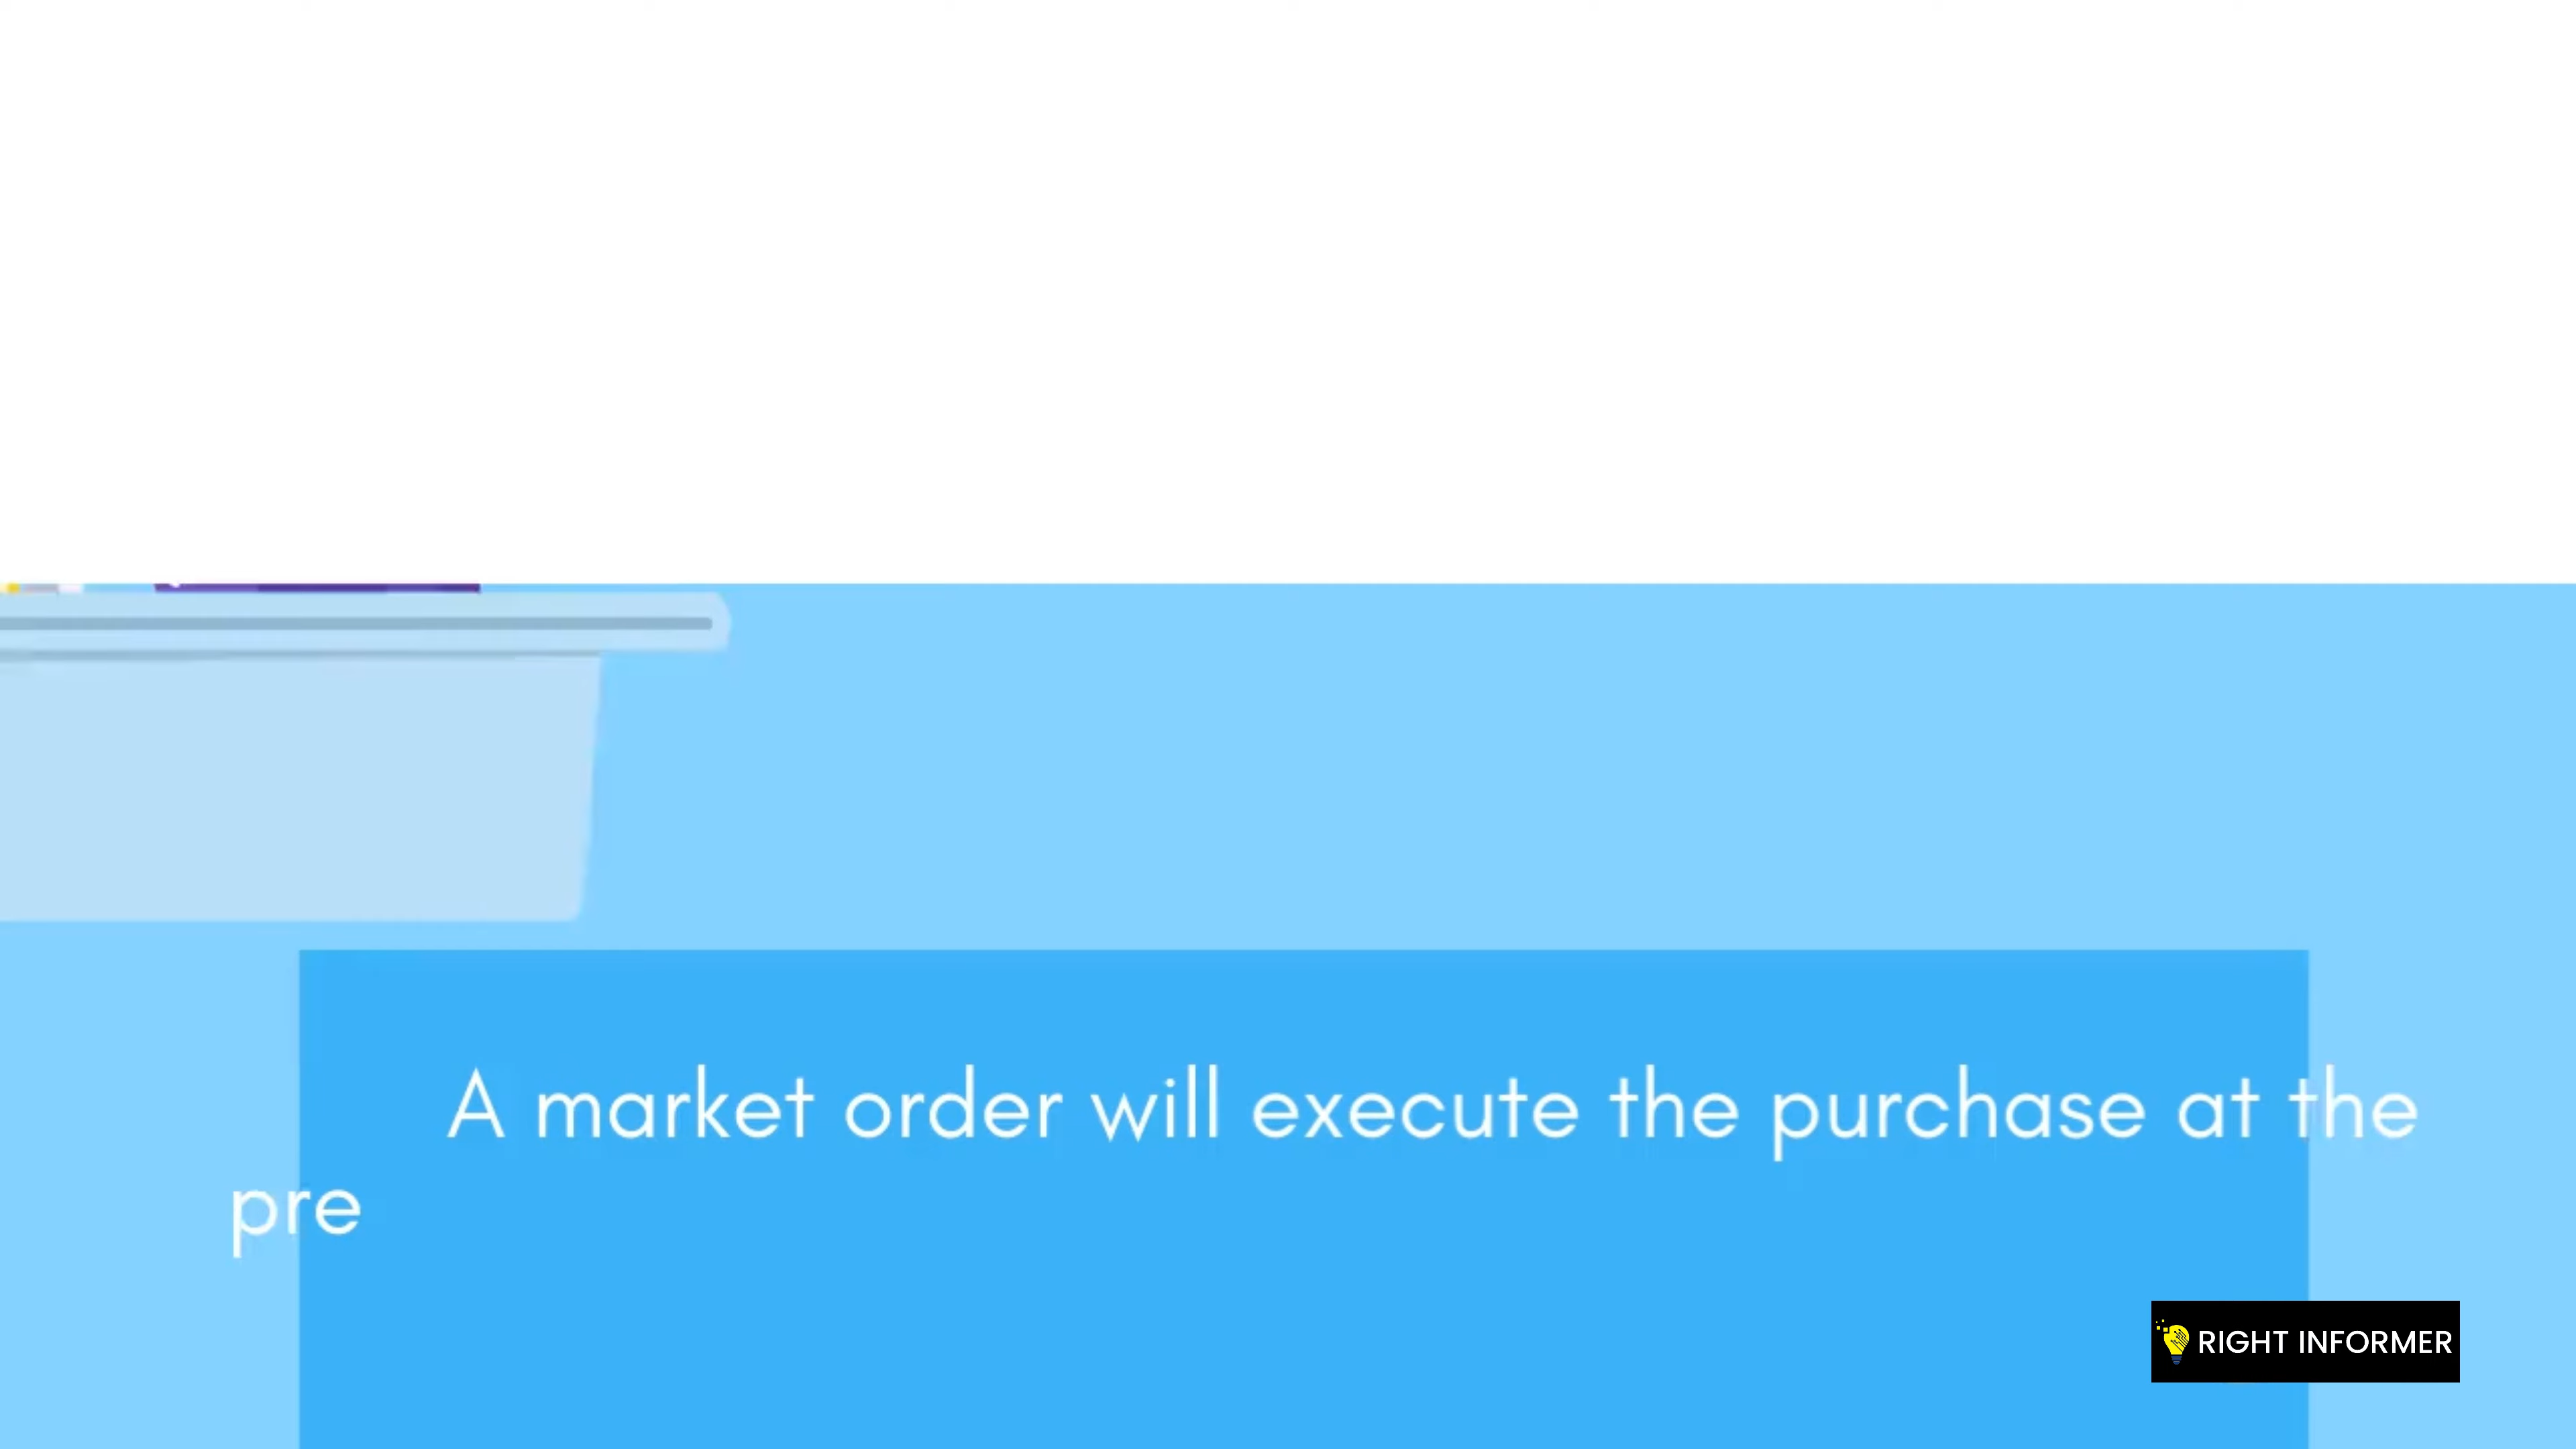 A market order will execute the purchase at the
pre
RIGHT INFORMER